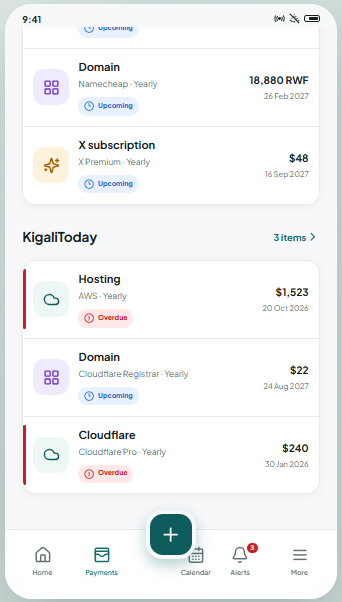 9:41
Upcoming
Domain
Namecheap · Yearly
18,880 RWF
26 Feb 2027
Upcoming
X subscription
X Premium · Yearly
$48
16 Sep 2027
Upcoming
KigaliToday
3 items
Hosting
AWS · Yearly
$1,523
20 Oct 2026
Overdue
Domain
Cloudflare Registrar · Yearly
$22
24 Aug 2027
Upcoming
Cloudflare
Cloudflare Pro · Yearly
$240
30 Jan 2026
Overdue
3
Home
Payments
Calendar
Alerts
More